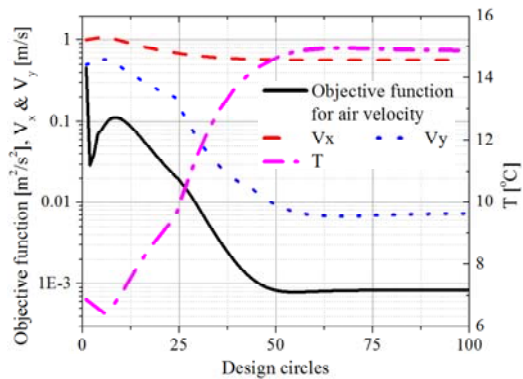 Objective function [m²/s²], Vₓ & Vᵧ [m/s]
1
0.1
0.01
1E-3
Objective function
for air velocity
Vx
Vy
T
16
14
12
10
8
6
T [°C]
0
25
50
75
100
Design circles